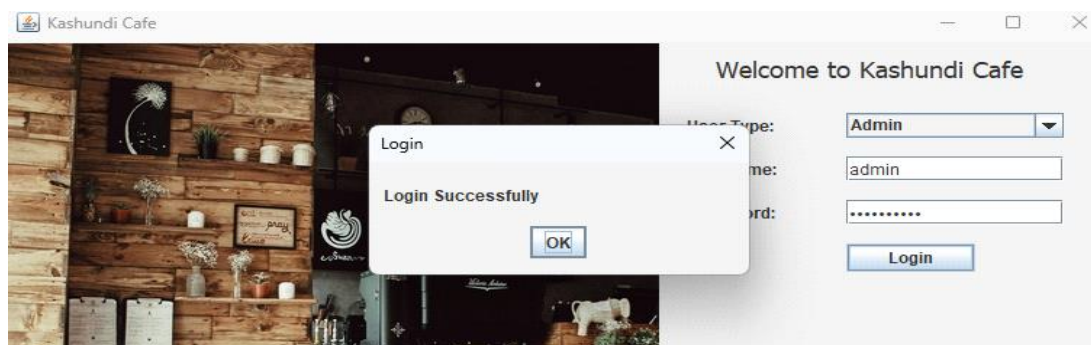 Kashundi Cafe
Welcome to Kashundi Cafe
Admin
Login
admin
Login Successfully
OK
Login